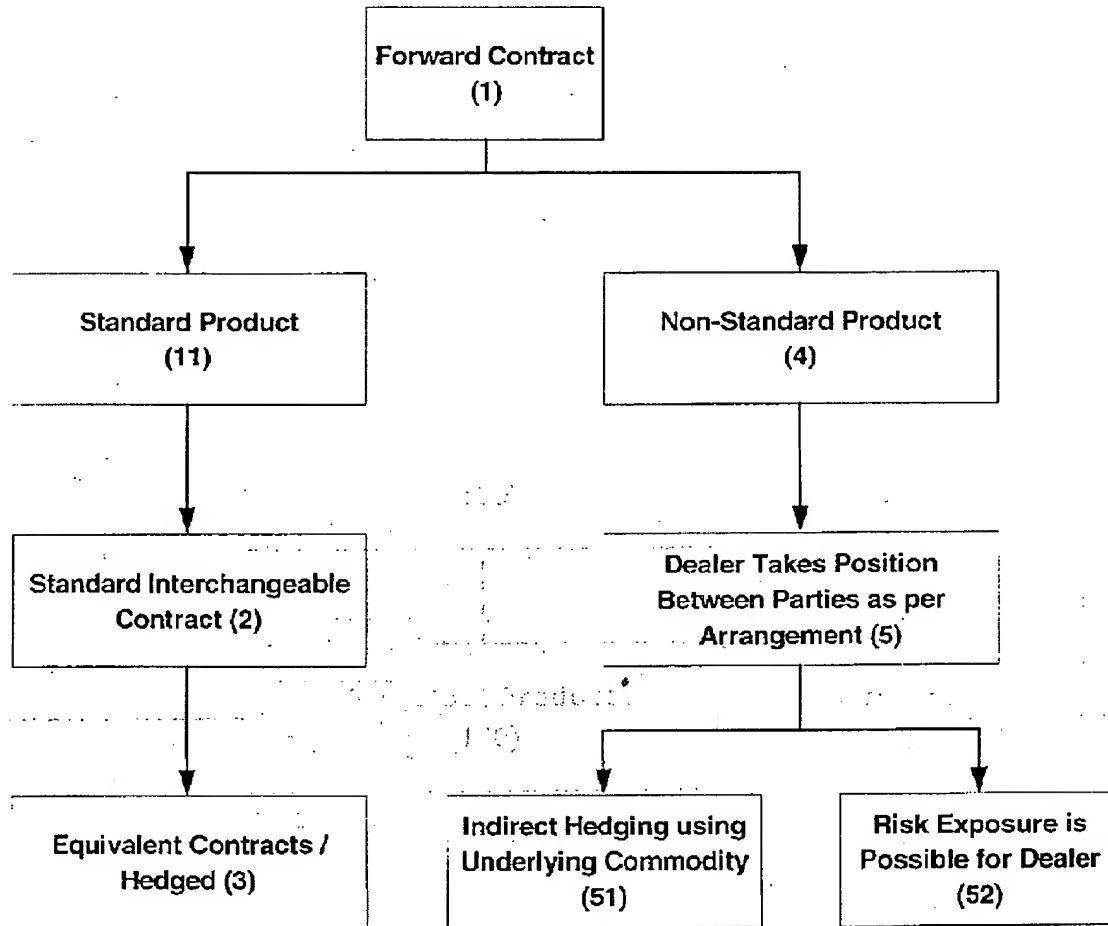 Forward Contract
(1)
Standard Product
(11)
Non-Standard Product
(4)
Standard Interchangeable
Contract (2)
Dealer Takes Position
Between Parties as per
Arrangement (5)
Equivalent Contracts /
Hedged (3)
Indirect Hedging using
Underlying Commodity
(51)
Risk Exposure is
Possible for Dealer
(52)